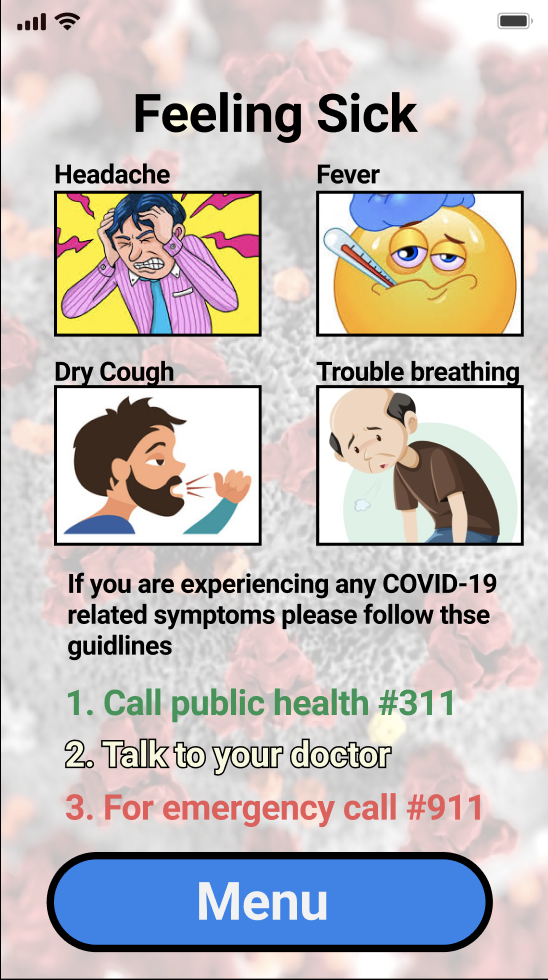 Feeling Sick
Headache
Fever
Dry Cough
Trouble breathing
If you are experiencing any COVID-19
related symptoms please follow thse
guidlines
1. Call public health #311
2. Talk to your doctor
3. For emergency call #911
Menu